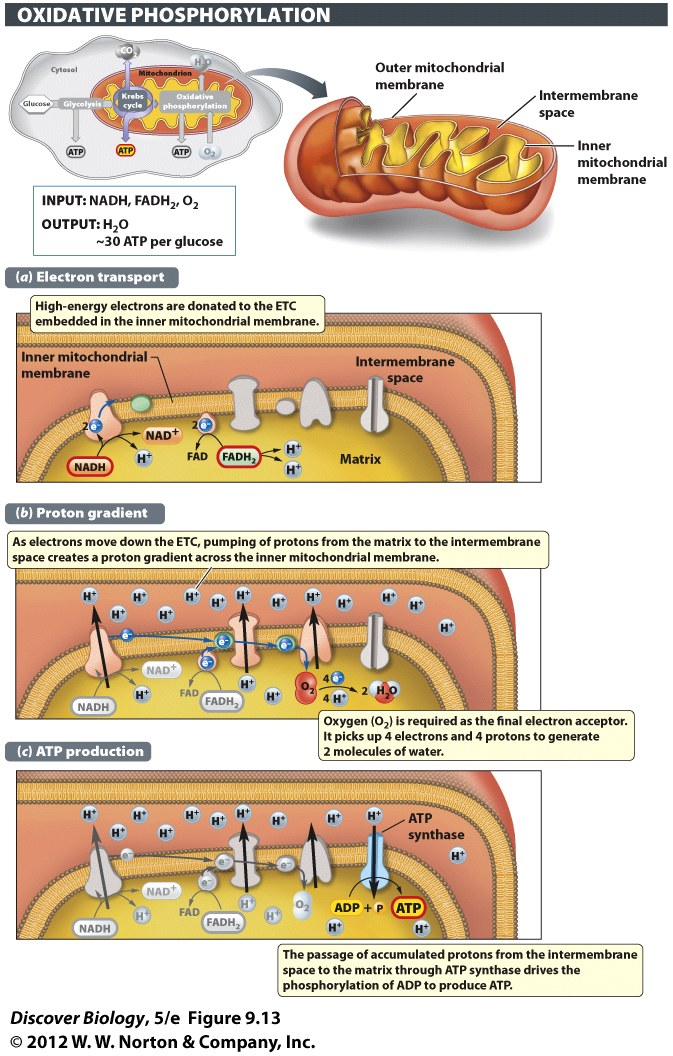 OXIDATIVE PHOSPHORYLATION
Cytosol
CO2
H2O
Mitochondrion
Glucose
Glycolysis
Krebs
cycle
Oxidative
phosphorylation
ATP
ATP
ATP
O2
Outer mitochondrial
membrane
Intermembrane
space
Inner
mitochondrial
membrane
INPUT: NADH, FADH2, O2
OUTPUT: H2O
~30 ATP per glucose
(a) Electron transport
High-energy electrons are donated to the ETC
embedded in the inner mitochondrial membrane.
Inner mitochondrial
membrane
Intermembrane
space
2 e–
NAD+
H+
NADH
2 e–
FAD
FADH2
H+
H+
Matrix
(b) Proton gradient
As electrons move down the ETC, pumping of protons from the matrix to the intermembrane
space creates a proton gradient across the inner mitochondrial membrane.
H+ H+ H+ H+ H+ H+ H+ H+ H+
H+ H+ H+ H+
e– e– e–
e–
NAD+
H+
NADH
FAD
FADH2
H+
H+
O2
4 e–
4 H+
2 H2O
Oxygen (O2) is required as the final electron acceptor.
It picks up 4 electrons and 4 protons to generate
2 molecules of water.
(c) ATP production
H+ H+ H+ H+ H+ H+ H+ H+
H+ H+ H+
ATP
synthase
e– e– e–
e–
NAD+
H+
NADH
FAD
FADH2
H+
H+
O2
ADP + P
ATP
H+
H+
The passage of accumulated protons from the intermembrane
space to the matrix through ATP synthase drives the
phosphorylation of ADP to produce ATP.
Discover Biology, 5/e Figure 9.13
© 2012 W. W. Norton & Company, Inc.